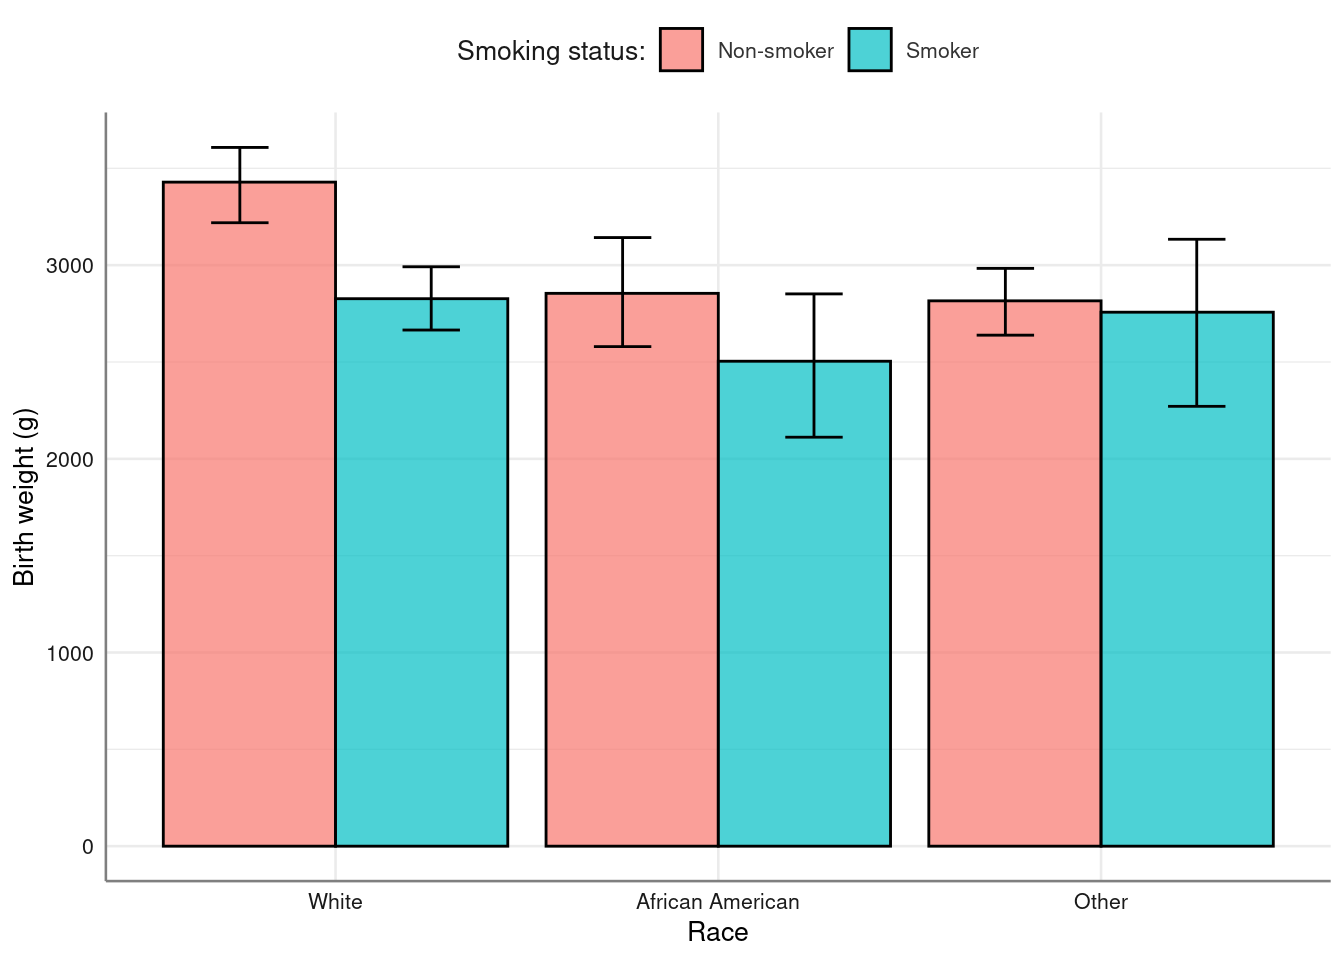 Smoking status: Non-smoker Smoker
Birth weight (g)
3000
2000
1000
0
White African American Other
Race